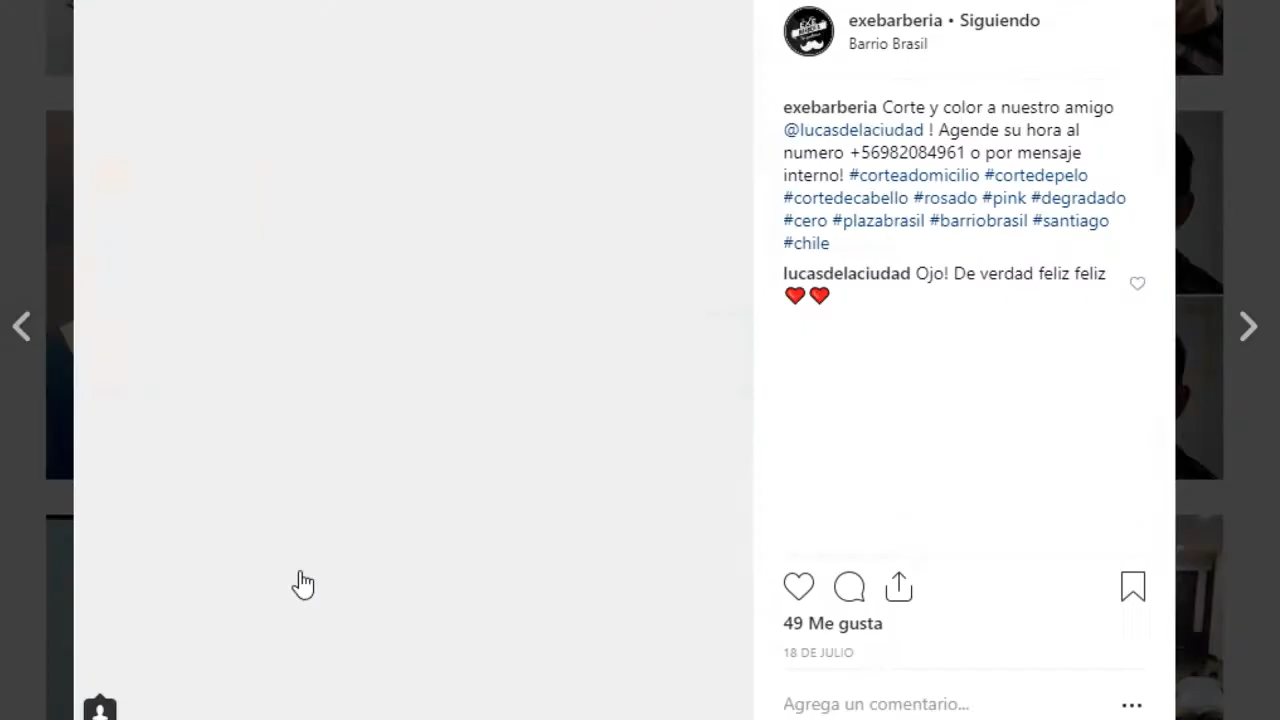 exebarberia • Siguiendo
Barrio Brasil
exebarberia Corte y color a nuestro amigo
@lucasdelaciudad ! Agende su hora al
numero +56982084961 o por mensaje
interno! #corteadomicilio #cortedepelo
#cortedecabello #rosado #pink #degradado
#cero #plazabrasil #barriobrasil #santiago
#chile
lucasdelaciudad Ojo! De verdad feliz feliz
❤️❤️
49 Me gusta
18 DE JULIO
Agrega un comentario...